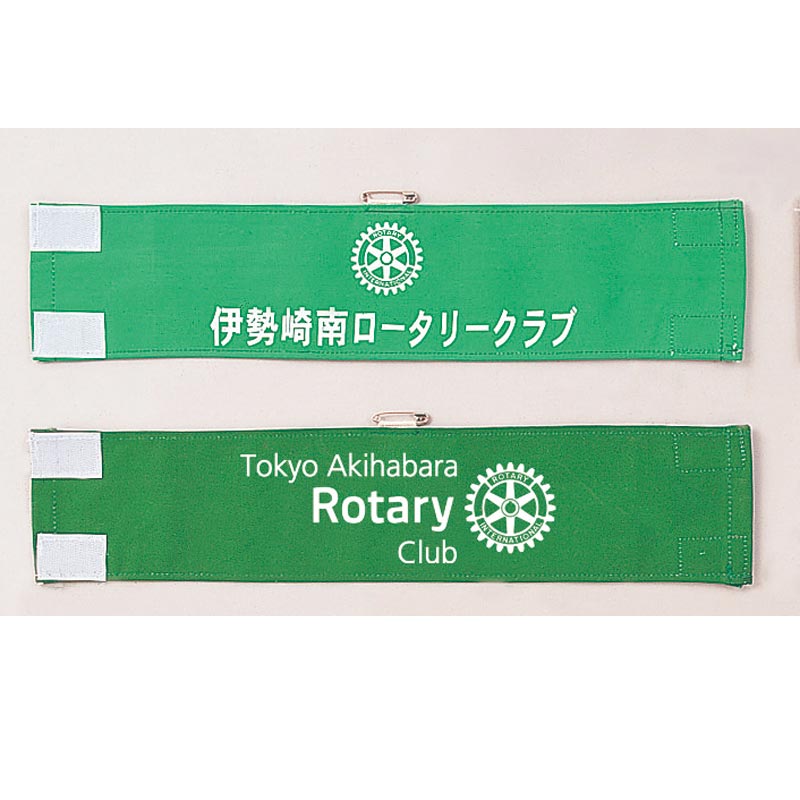 ROTARY
INTERNATIONAL
伊勢崎南ロータリークラブ
Tokyo Akihabara
Rotary
Club
ROTARY
INTERNATIONAL